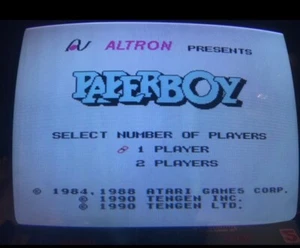 ALTRON PRESENTS
PAPERBOY
SELECT NUMBER OF PLAYERS
1 PLAYER
2 PLAYERS
© 1984,1988 ATARI GAMES CORP.
© 1990 TENGEN INC.
© 1990 TENGEN LTD.